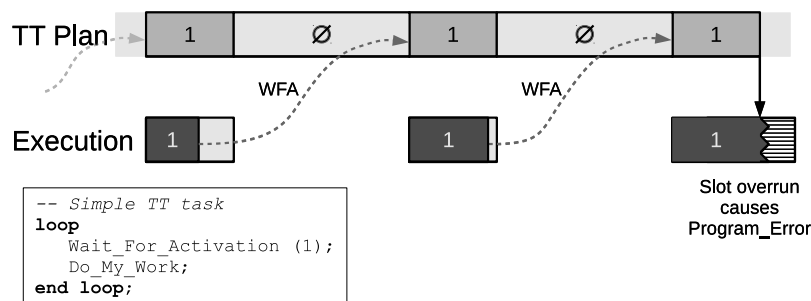 TT Plan 1 Ø 1 Ø 1
WFA WFA
Execution 1 1 1
Slot overrun
causes
Program_Error
-- Simple TT task
loop
Wait_For_Activation (1);
Do_My_Work;
end loop;